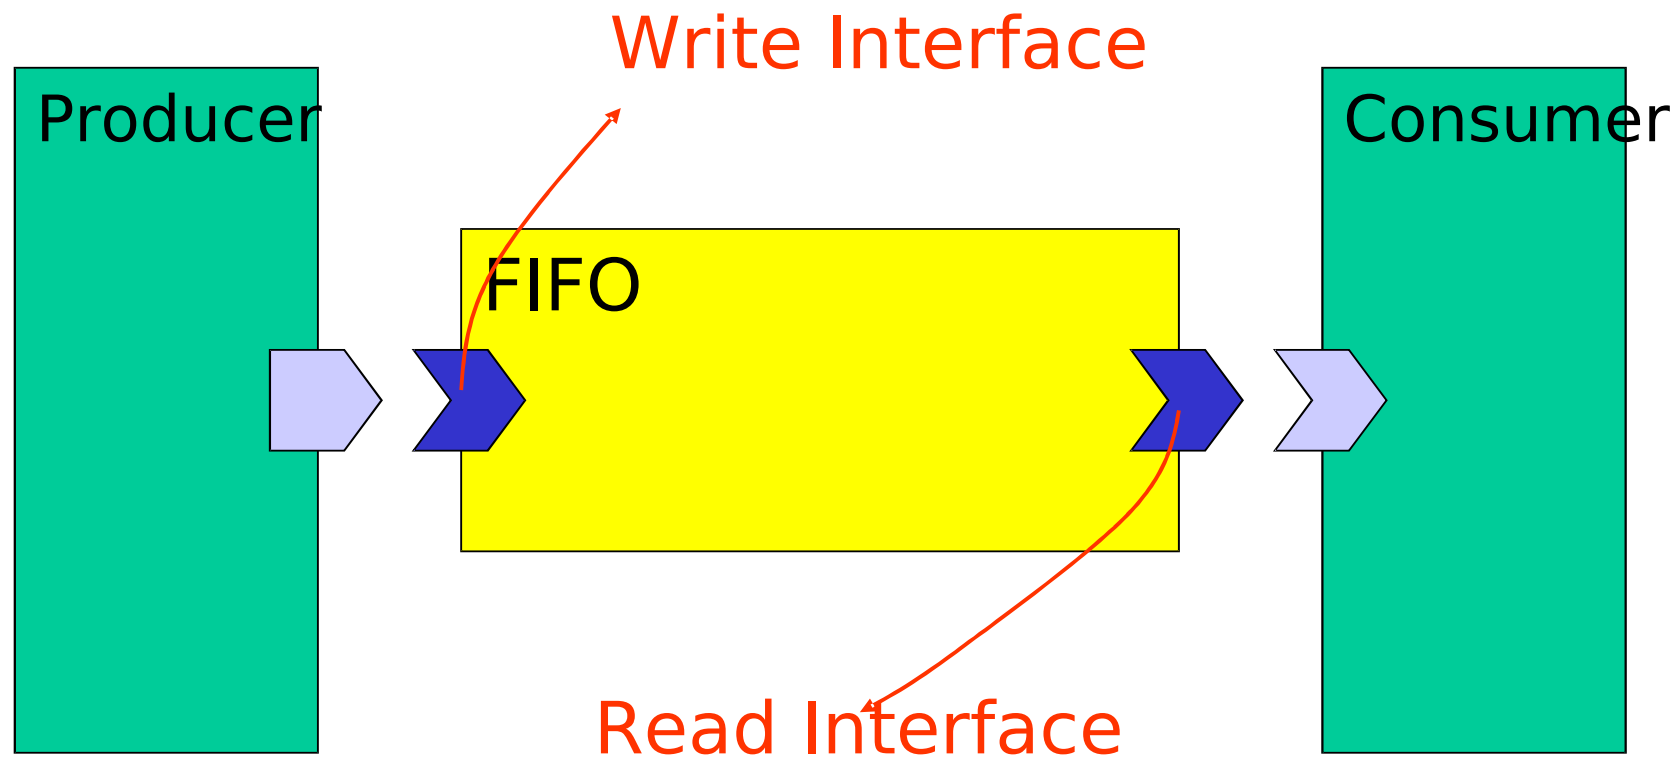 Write Interface
Producer
Consumer
FIFO
Read Interface